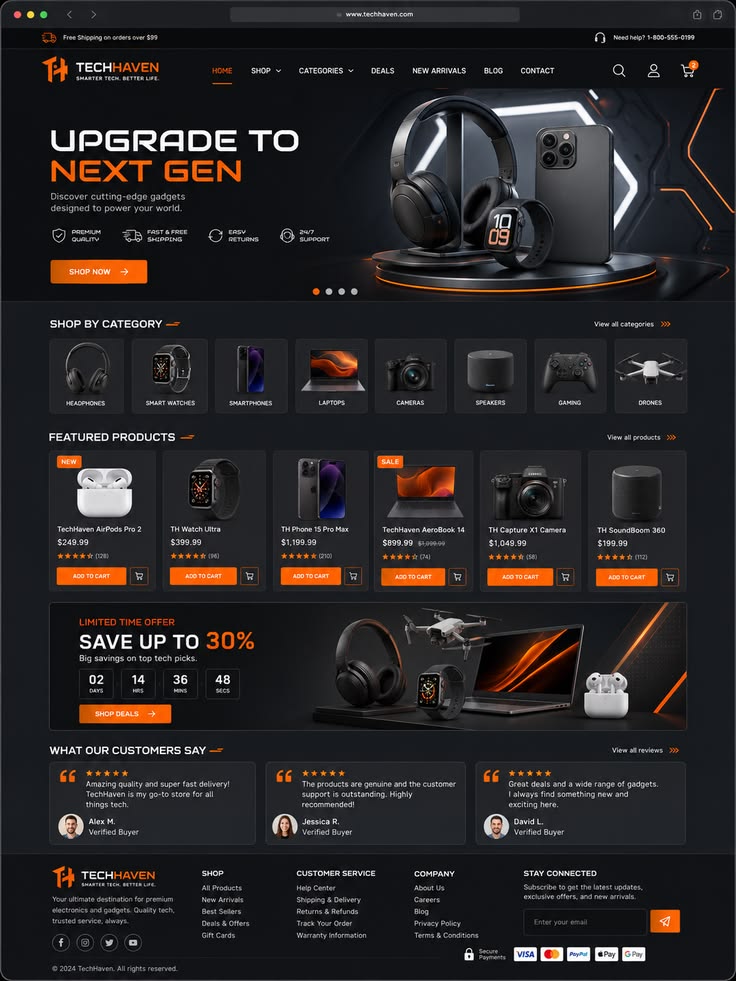 www.techhaven.com
Free Shipping on orders over $99
Need help? 1-800-555-0199
TECHHAVEN
SMARTER TECH. BETTER LIFE.
HOME
SHOP
CATEGORIES
DEALS
NEW ARRIVALS
BLOG
CONTACT
2
UPGRADE TO
NEXT GEN
Discover cutting-edge gadgets
designed to power your world.
PREMIUM
QUALITY
FAST & FREE
SHIPPING
EASY
RETURNS
24/7
SUPPORT
SHOP NOW
10
09
SHOP BY CATEGORY
View all categories
HEADPHONES
SMART WATCHES
SMARTPHONES
LAPTOPS
CAMERAS
SPEAKERS
GAMING
DRONES
FEATURED PRODUCTS
View all products
NEW
TechHaven AirPods Pro 2
$249.99
(128)
ADD TO CART
TH Watch Ultra
$399.99
(96)
ADD TO CART
TH Phone 15 Pro Max
$1,199.99
(210)
ADD TO CART
SALE
TechHaven AeroBook 14
$899.99 $1,099.99
(74)
ADD TO CART
TH Capture X1 Camera
$1,049.99
(58)
ADD TO CART
TH SoundBoom 360
$199.99
(112)
ADD TO CART
LIMITED TIME OFFER
SAVE UP TO 30%
Big savings on top tech picks.
02
DAYS
14
HRS
36
MINS
48
SECS
SHOP DEALS
WHAT OUR CUSTOMERS SAY
View all reviews
Amazing quality and super fast delivery!
TechHaven is my go-to store for all
things tech.
Alex M.
Verified Buyer
The products are genuine and the customer
support is outstanding. Highly
recommended!
Jessica R.
Verified Buyer
Great deals and a wide range of gadgets.
I always find something new and
exciting here.
David L.
Verified Buyer
TECHHAVEN
SMARTER TECH. BETTER LIFE.
Your ultimate destination for premium
electronics and gadgets. Quality tech,
trusted service, always.
SHOP
All Products
New Arrivals
Best Sellers
Deals & Offers
Gift Cards
CUSTOMER SERVICE
Help Center
Shipping & Delivery
Returns & Refunds
Track Your Order
Warranty Information
COMPANY
About Us
Careers
Blog
Privacy Policy
Terms & Conditions
STAY CONNECTED
Subscribe to get the latest updates,
exclusive offers, and new arrivals.
Enter your email
Secure
Payments
VISA
PayPal
Pay
G Pay
© 2024 TechHaven. All rights reserved.